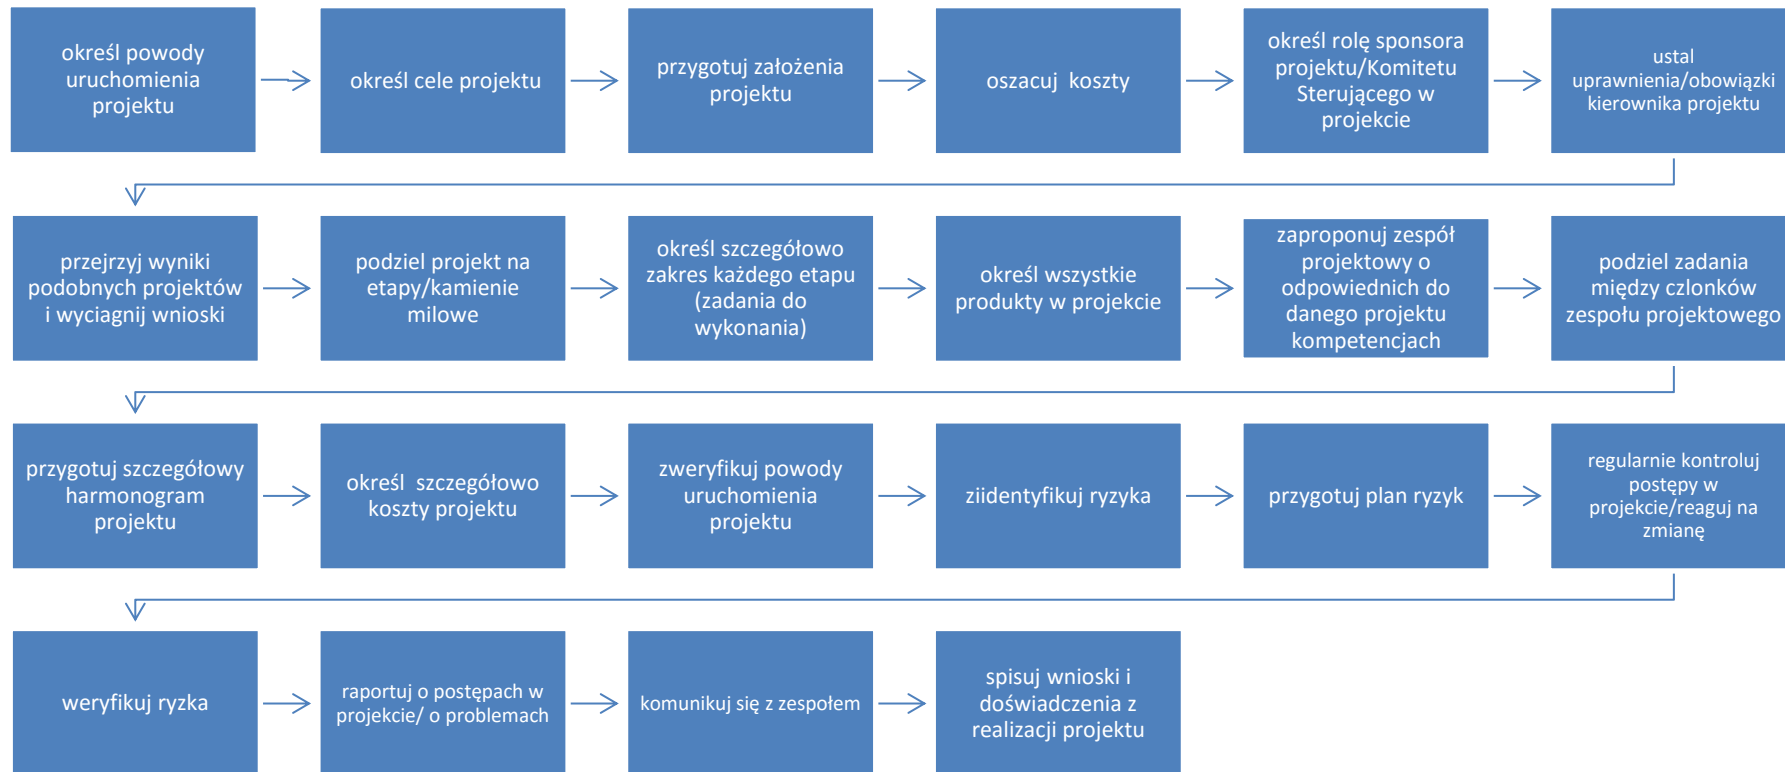 określ powody
uruchomienia
projektu
określ cele projektu
przygotuj założenia
projektu
oszacuj koszty
określ rolę sponsora
projektu/Komitetu
Sterującego w
projekcie
ustal
uprawnienia/obowiązki
kierownika projektu
przejrzyj wyniki
podobnych projektów
i wyciagnij wnioski
podziel projekt na
etapy/kamienie
milowe
określ szczegółowo
zakres każdego etapu
(zadania do
wykonania)
określ wszystkie
produkty w projekcie
zaproponuj zespół
projektowy o
odpowiednich do
danego projektu
kompetencjach
podziel zadania
między członków
zespołu projektowego
przygotuj szczegółowy
harmonogram
projektu
określ szczegółowo
koszty projektu
zweryfikuj powody
uruchomienia
projektu
ziidentyfikuj ryzyka
przygotuj plan ryzyk
regularnie kontroluj
postępy w
projekcie/reaguj na
zmianę
weryfikuj ryzka
raportuj o postępach w
projekcie/ o problemach
komunikuj się z zespołem
spisuj wnioski i
doświadczenia z
realizacji projektu